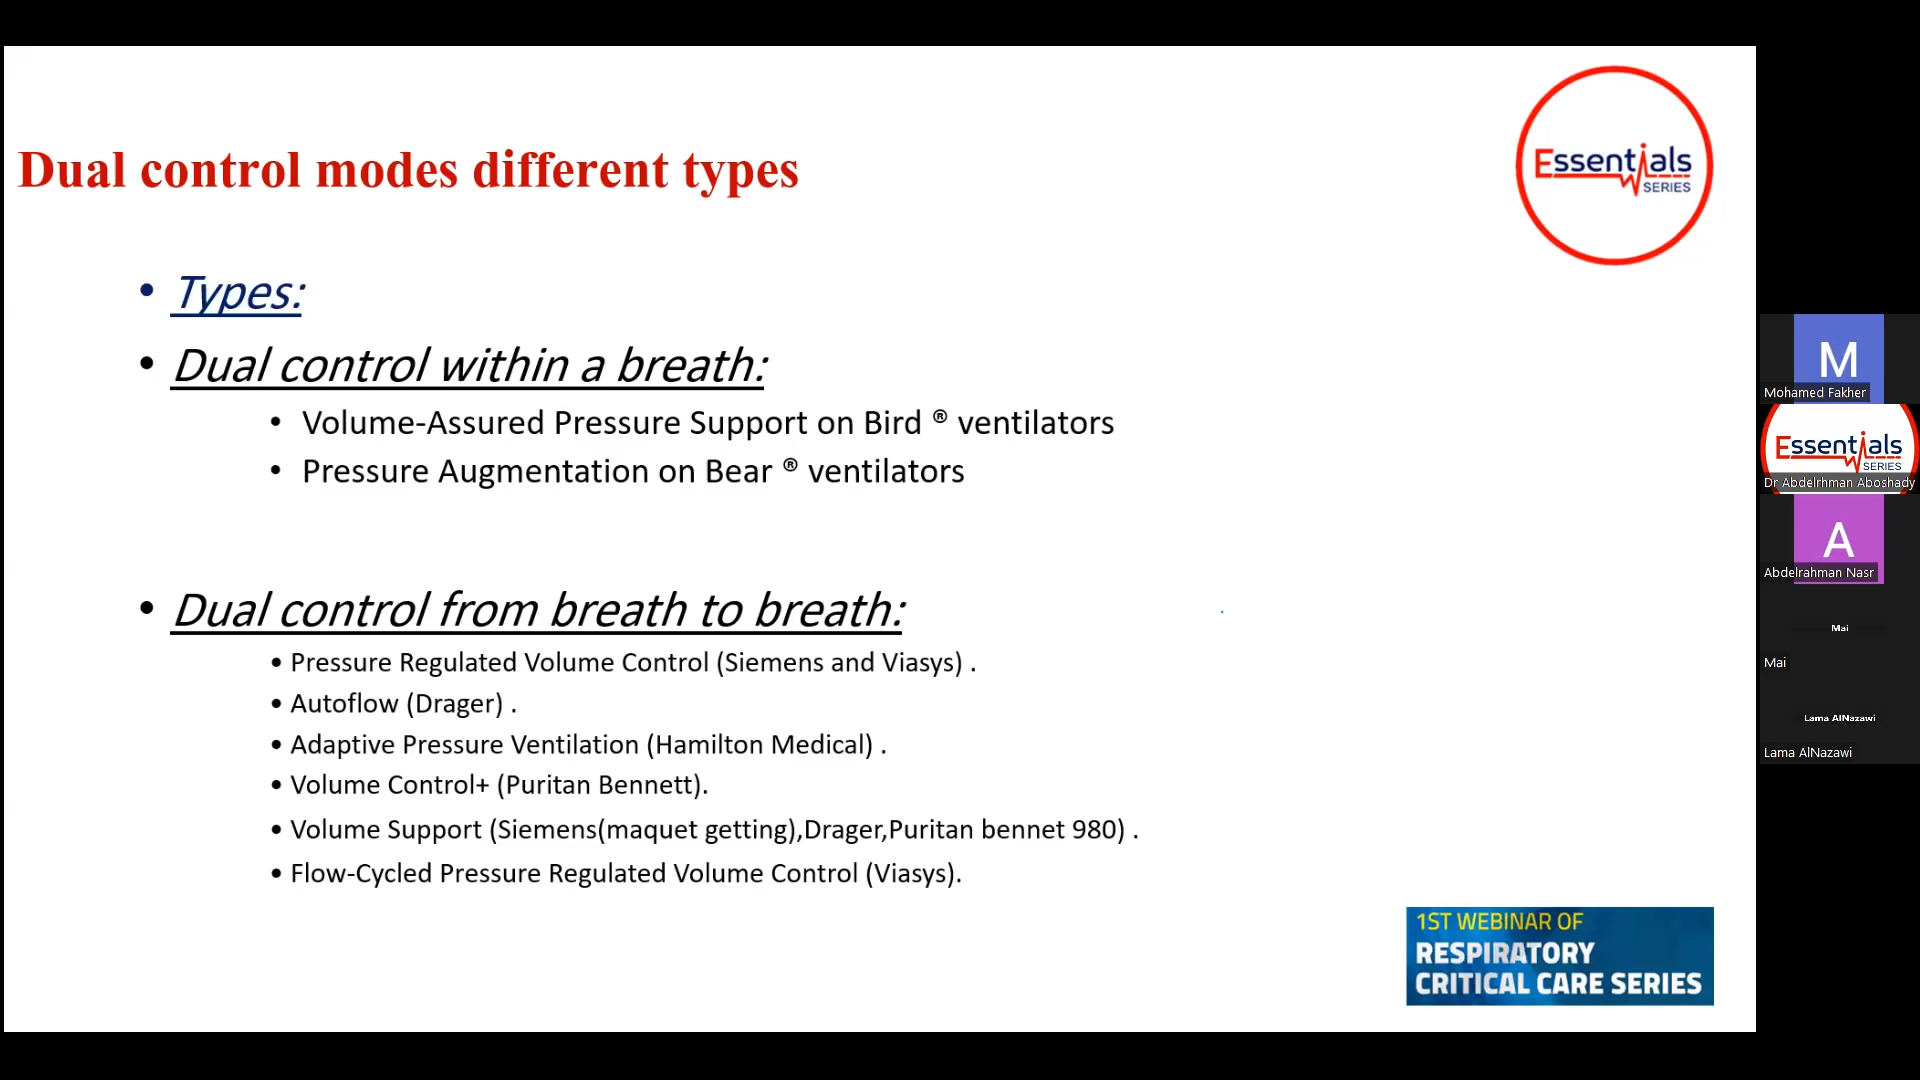 Dual control modes different types
Essentials
SERIES
• Types:
• Dual control within a breath:
• Volume-Assured Pressure Support on Bird ® ventilators
• Pressure Augmentation on Bear ® ventilators
• Dual control from breath to breath:
• Pressure Regulated Volume Control (Siemens and Viasys) .
• Autoflow (Drager) .
• Adaptive Pressure Ventilation (Hamilton Medical) .
• Volume Control+ (Puritan Bennett).
• Volume Support (Siemens(maquet getting),Drager,Puritan bennet 980) .
• Flow-Cycled Pressure Regulated Volume Control (Viasys).
1ST WEBINAR OF
RESPIRATORY
CRITICAL CARE SERIES
M
Mohamed Fakher
Essentials
SERIES
Dr Abdelrhman Aboshady
A
Abdelrahman Nasr
Mai
Mai
Lama AlNazawi
Lama AlNazawi